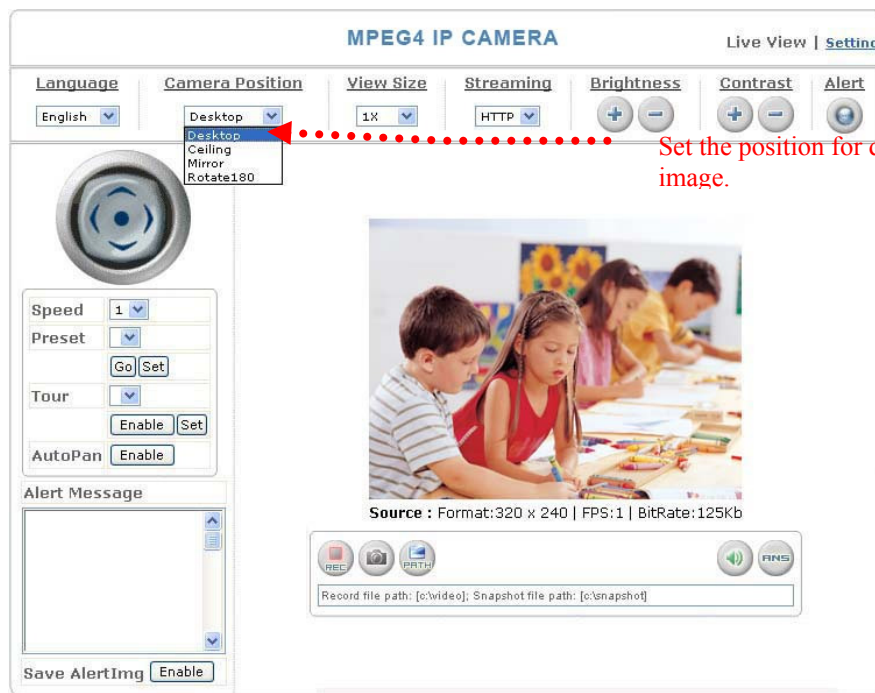 MPEG4 IP CAMERA
Live View | Setting
Language Camera Position View Size Streaming Brightness Contrast Alert
English Desktop 1X HTTP + − + −
Desktop
Ceiling
Mirror
Rotate180
Set the position for
image.
Speed 1
Preset
Go Set
Tour
Enable Set
AutoPan Enable
Alert Message
Source : Format:320 x 240 | FPS:1 | BitRate:125Kb
REC PATH ANS
Record file path: [c:\video]; Snapshot file path: [c:\snapshot]
Save AlertImg Enable